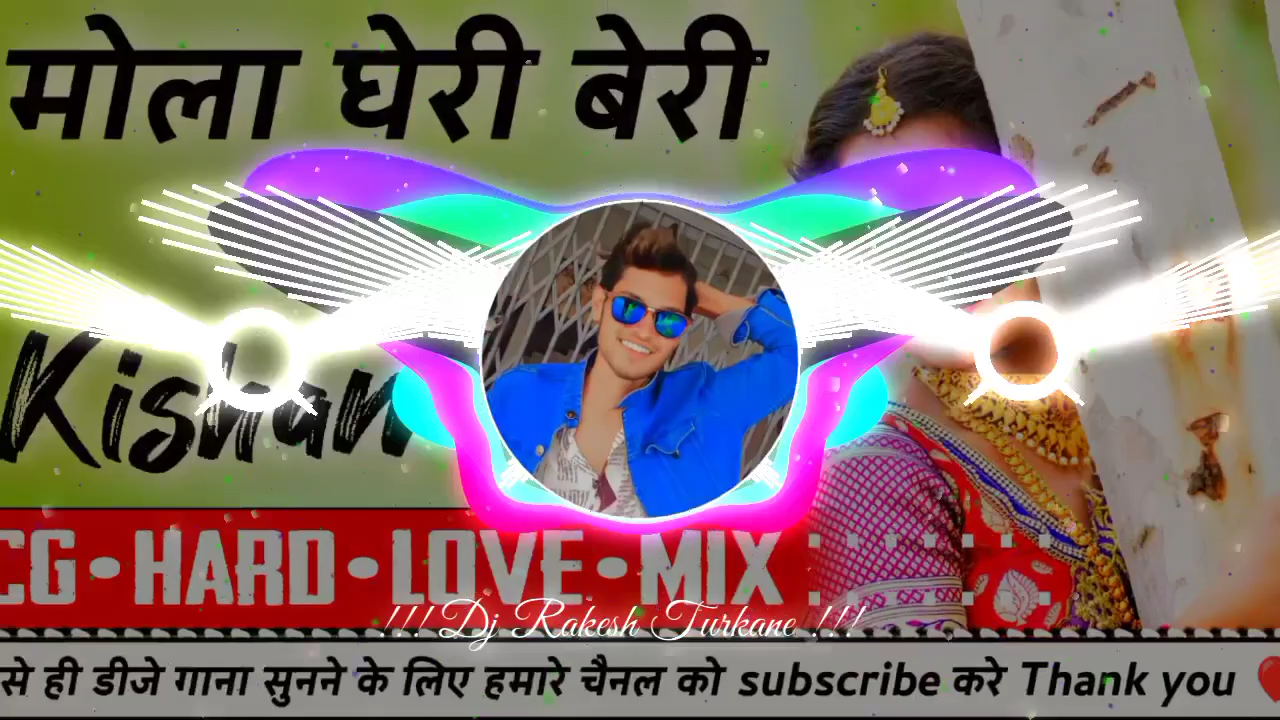 मोला घेरी बेरी
Kishan
CG•HARD•LOVE•MIX
!!! Dj Rakesh Turkane !!!
से ही डीजे गाना सुनने के लिए हमारे चैनल को subscribe करे Thank you